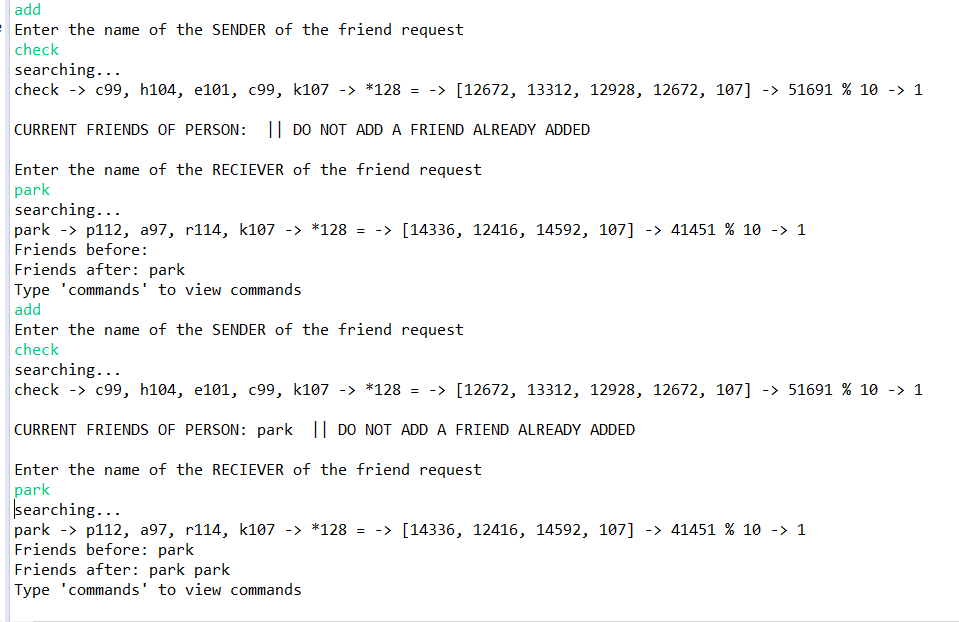 add
Enter the name of the SENDER of the friend request
check
searching...
check -> c99, h104, e101, c99, k107 -> *128 = -> [12672, 13312, 12928, 12672, 107] -> 51691 % 10 -> 1
CURRENT FRIENDS OF PERSON:  || DO NOT ADD A FRIEND ALREADY ADDED
Enter the name of the RECIEVER of the friend request
park
searching...
park -> p112, a97, r114, k107 -> *128 = -> [14336, 12416, 14592, 107] -> 41451 % 10 -> 1
Friends before:
Friends after: park
Type 'commands' to view commands
add
Enter the name of the SENDER of the friend request
check
searching...
check -> c99, h104, e101, c99, k107 -> *128 = -> [12672, 13312, 12928, 12672, 107] -> 51691 % 10 -> 1
CURRENT FRIENDS OF PERSON: park  || DO NOT ADD A FRIEND ALREADY ADDED
Enter the name of the RECIEVER of the friend request
park
searching...
park -> p112, a97, r114, k107 -> *128 = -> [14336, 12416, 14592, 107] -> 41451 % 10 -> 1
Friends before: park
Friends after: park park
Type 'commands' to view commands